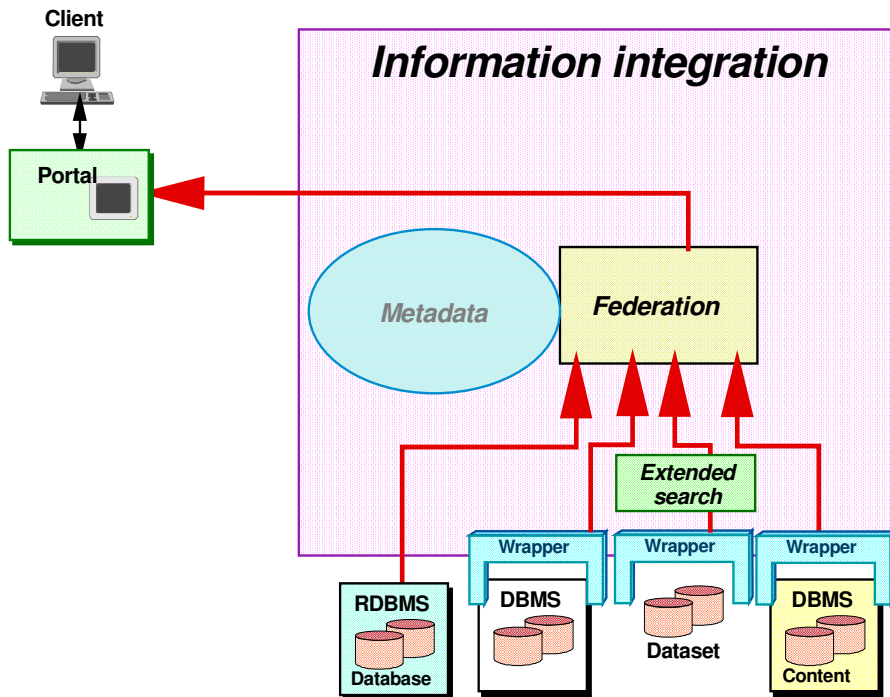 Client
Information integration
Portal
Metadata
Federation
Extended
search
Wrapper
Wrapper
Wrapper
RDBMS
Database
DBMS
Dataset
DBMS
Content